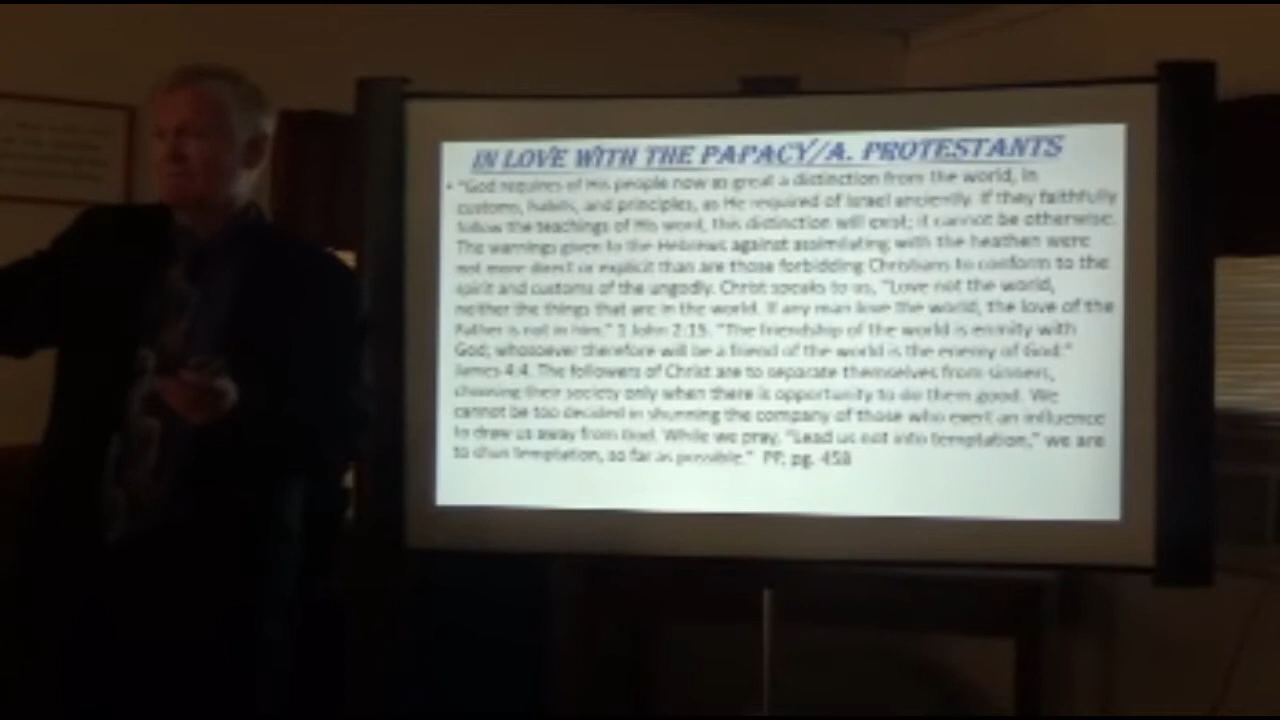 IN LOVE WITH THE PAPACY/A. PROTESTANTS
• "God requires of His people now as great a distinction from the world, in
customs, habits, and principles, as He required of Israel anciently. If they faithfully
follow the teachings of His word, this distinction will exist; it cannot be otherwise.
The warnings given to the Hebrews against assimilating with the heathen were
not more direct or explicit than are those forbidding Christians to conform to the
spirit and customs of the ungodly. Christ speaks to us, "Love not the world,
neither the things that are in the world. If any man love the world, the love of the
Father is not in him." 1 John 2:15. "The friendship of the world is enmity with
God; whosoever therefore will be a friend of the world is the enemy of God."
James 4:4. The followers of Christ are to separate themselves from sinners,
choosing their society only when there is opportunity to do them good. We
cannot be too decided in shunning the company of those who exert an influence
to draw us away from God. While we pray, "Lead us not into temptation," we are
to shun temptation, so far as possible." PP, pg. 458